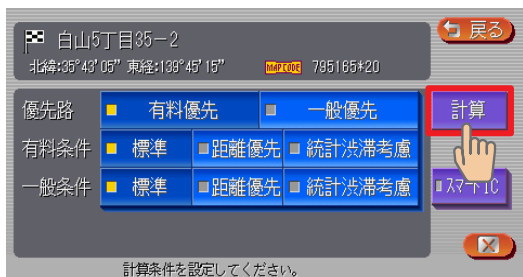 白山5丁目35−2
戻る
北緯:35°43'05” 東経:139°45'15” MAPCODE 795165*20
優先路 有料優先 一般優先 計算
有料条件 標準 距離優先 統計渋滞考慮
一般条件 標準 距離優先 統計渋滞考慮 スマートIC
計算条件を設定してください。